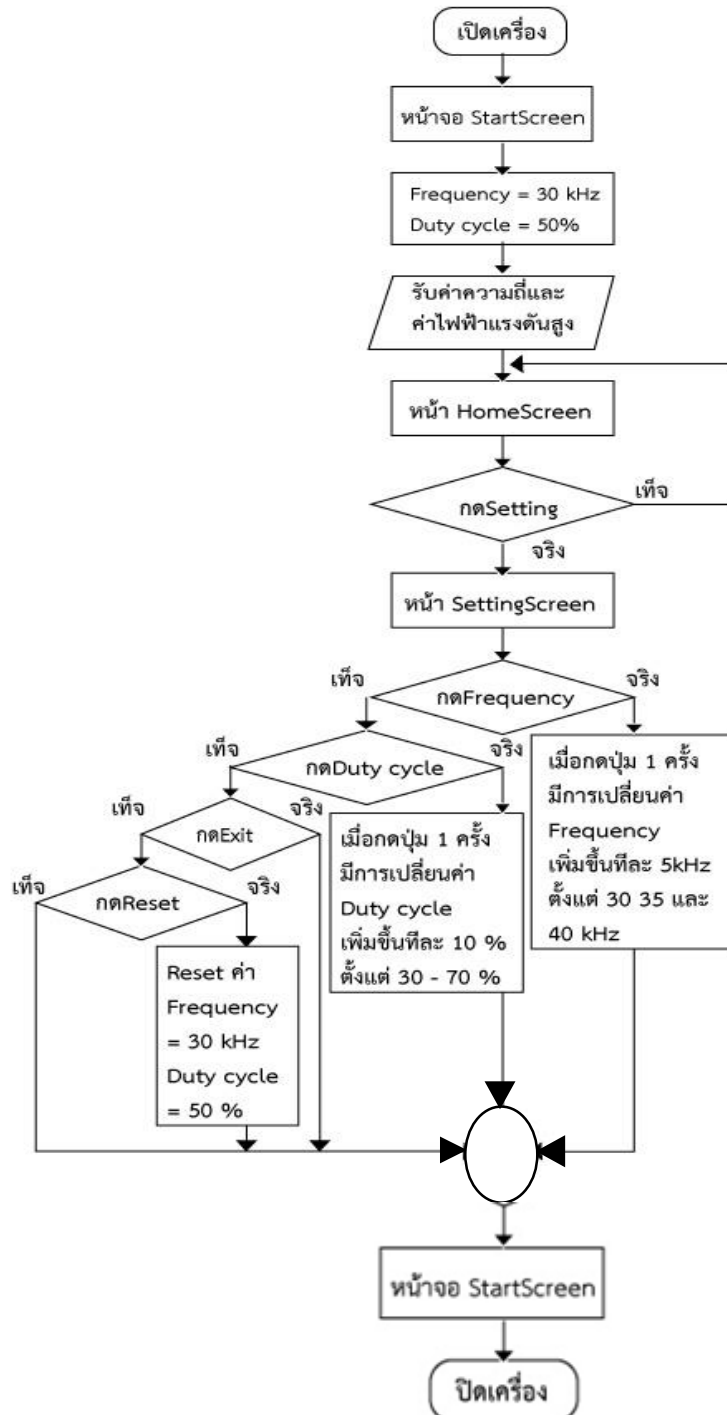 เปิดเครื่อง
หน้าจอ StartScreen
Frequency = 30 kHz
Duty cycle = 50%
รับค่าความถี่และ
ค่าไฟฟ้าแรงดันสูง
หน้า HomeScreen
กดSetting
เท็จ
จริง
หน้า SettingScreen
เท็จ
กดFrequency
จริง
เท็จ
กดDuty cycle
จริง
เมื่อกดปุ่ม 1 ครั้ง
มีการเปลี่ยนค่า
Frequency
เพิ่มขึ้นทีละ 5kHz
ตั้งแต่ 30 35 และ
40 kHz
เท็จ
กดExit
จริง
เมื่อกดปุ่ม 1 ครั้ง
มีการเปลี่ยนค่า
Duty cycle
เพิ่มขึ้นทีละ 10 %
ตั้งแต่ 30 - 70 %
เท็จ
กดReset
จริง
Reset ค่า
Frequency
= 30 kHz
Duty cycle
= 50 %
หน้าจอ StartScreen
ปิดเครื่อง